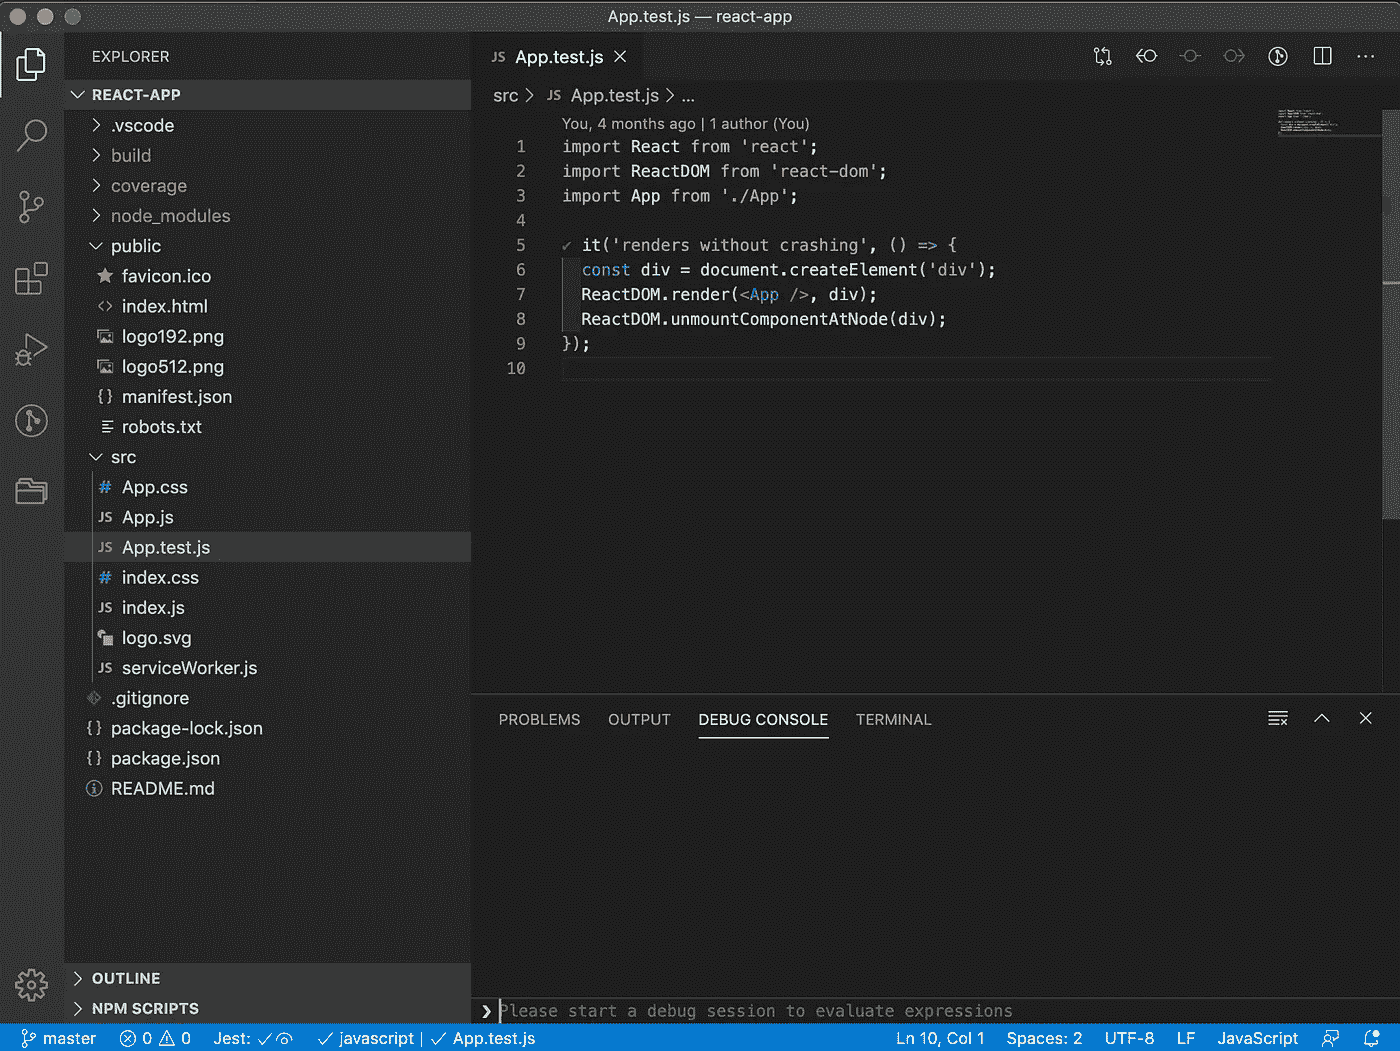 App.test.js — react-app
EXPLORER
REACT-APP
.vscode
build
coverage
node_modules
public
favicon.ico
index.html
logo192.png
logo512.png
manifest.json
robots.txt
src
App.css
App.js
App.test.js
index.css
index.js
logo.svg
serviceWorker.js
.gitignore
package-lock.json
package.json
README.md
OUTLINE
NPM SCRIPTS
JS App.test.js
src > JS App.test.js > ...
You, 4 months ago | 1 author (You)
1 import React from 'react';
2 import ReactDOM from 'react-dom';
3 import App from './App';
4
5 ✓ it('renders without crashing', () => {
6 const div = document.createElement('div');
7 ReactDOM.render(<App />, div);
8 ReactDOM.unmountComponentAtNode(div);
9 });
10
PROBLEMS OUTPUT DEBUG CONSOLE TERMINAL
Please start a debug session to evaluate expressions
master 0 0 Jest: ✓ ✓ javascript | ✓ App.test.js Ln 10, Col 1 Spaces: 2 UTF-8 LF JavaScript